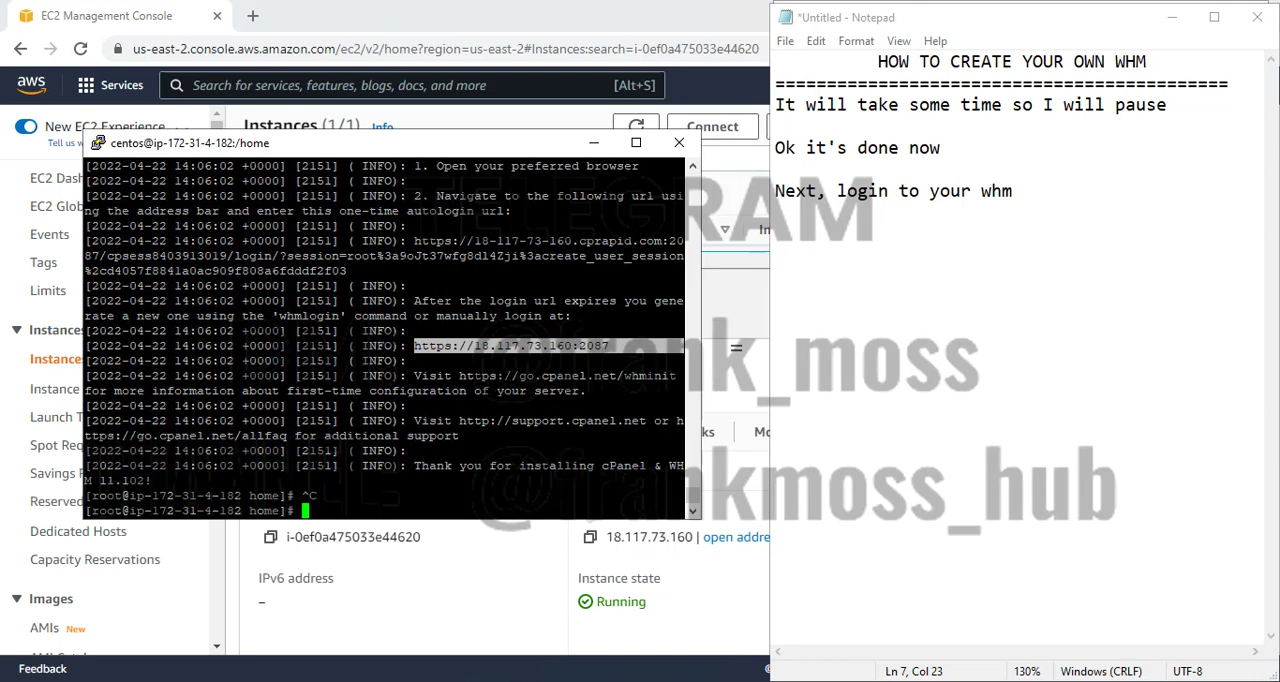 EC2 Management Console
us-east-2.console.aws.amazon.com/ec2/v2/home?region=us-east-2#Instances:search=i-0ef0a475033e44620
aws
Services
Search for services, features, blogs, docs, and more
[Alt+S]
New EC2 Experience
Tell us
EC2 Dash
EC2 Glob
Events
Tags
Limits
Instances
Instances
Instance
Launch T
Spot Req
Savings
Reserved
Dedicated Hosts
Capacity Reservations
Images
AMIs New
Feedback
Instances (1/1) Info
Connect
centos@ip-172-31-4-182:/home
[2022-04-22 14:06:02 +0000] [2151] ( INFO): 1. Open your preferred browser
[2022-04-22 14:06:02 +0000] [2151] ( INFO):
[2022-04-22 14:06:02 +0000] [2151] ( INFO): 2. Navigate to the following url usi
ng the address bar and enter this one-time autologin url:
[2022-04-22 14:06:02 +0000] [2151] ( INFO):
[2022-04-22 14:06:02 +0000] [2151] ( INFO): https://18-117-73-160.cprapid.com:20
87/cpsess8403913019/login/?session=root%3a9oJt37wfg8dl4Zji%3acreate_user_session
%2cd4057f8841a0ac909f808a6fdddf2f03
[2022-04-22 14:06:02 +0000] [2151] ( INFO):
[2022-04-22 14:06:02 +0000] [2151] ( INFO): After the login url expires you gene
rate a new one using the 'whmlogin' command or manually login at:
[2022-04-22 14:06:02 +0000] [2151] ( INFO):
[2022-04-22 14:06:02 +0000] [2151] ( INFO): https://18.117.73.160:2087
[2022-04-22 14:06:02 +0000] [2151] ( INFO):
[2022-04-22 14:06:02 +0000] [2151] ( INFO): Visit https://go.cpanel.net/whminit
for more information about first-time configuration of your server.
[2022-04-22 14:06:02 +0000] [2151] ( INFO):
[2022-04-22 14:06:02 +0000] [2151] ( INFO): Visit http://support.cpanel.net or h
ttps://go.cpanel.net/allfaq for additional support
[2022-04-22 14:06:02 +0000] [2151] ( INFO):
[2022-04-22 14:06:02 +0000] [2151] ( INFO): Thank you for installing cPanel & WH
M 11.102!
[root@ip-172-31-4-182 home]# ^C
[root@ip-172-31-4-182 home]#
i-0ef0a475033e44620
18.117.73.160 | open addre
IPv6 address
–
Instance state
Running
*Untitled - Notepad
File Edit Format View Help
HOW TO CREATE YOUR OWN WHM
It will take some time so I will pause
Ok it's done now
Next, login to your whm
Ln 7, Col 23
130%
Windows (CRLF)
UTF-8
TELEGRAM
@frank_moss
@frankmoss_hub